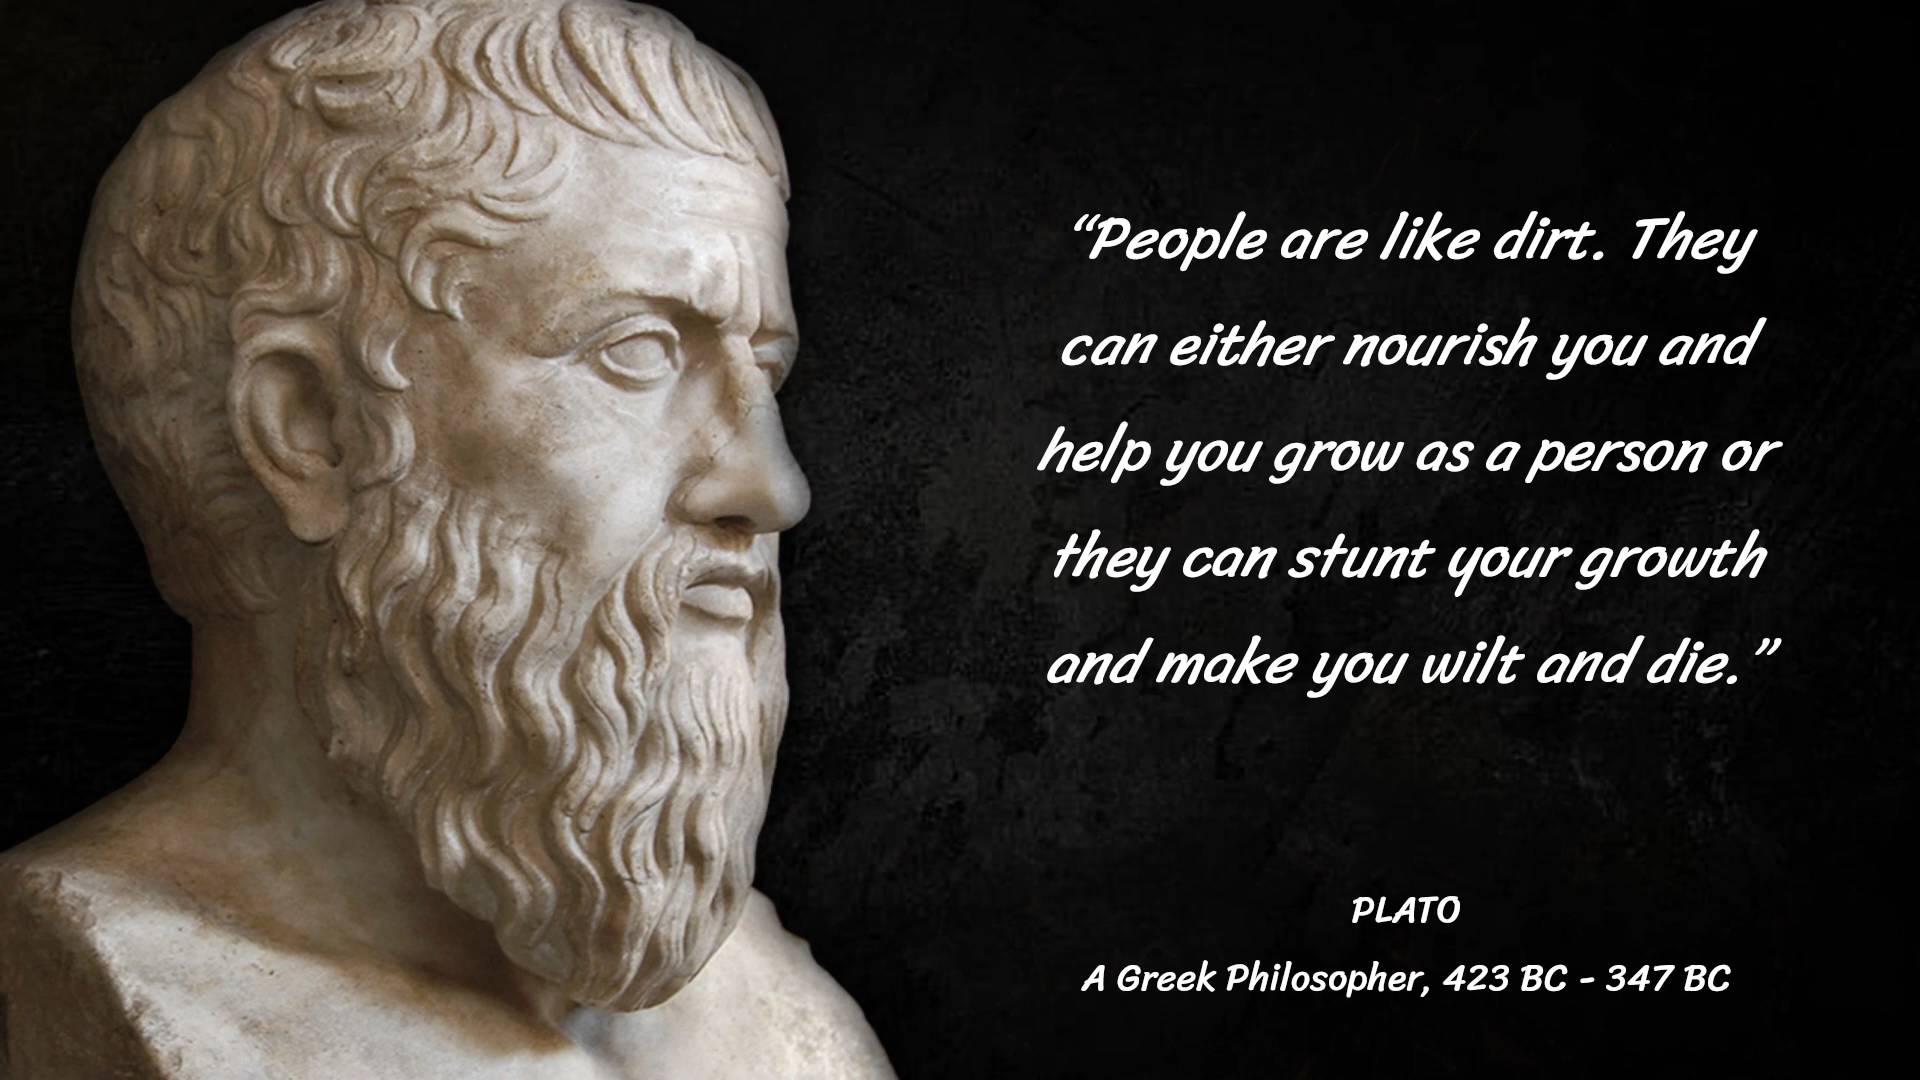 “People are like dirt. They
can either nourish you and
help you grow as a person or
they can stunt your growth
and make you wilt and die.”
PLATO
A Greek Philosopher, 423 BC - 347 BC